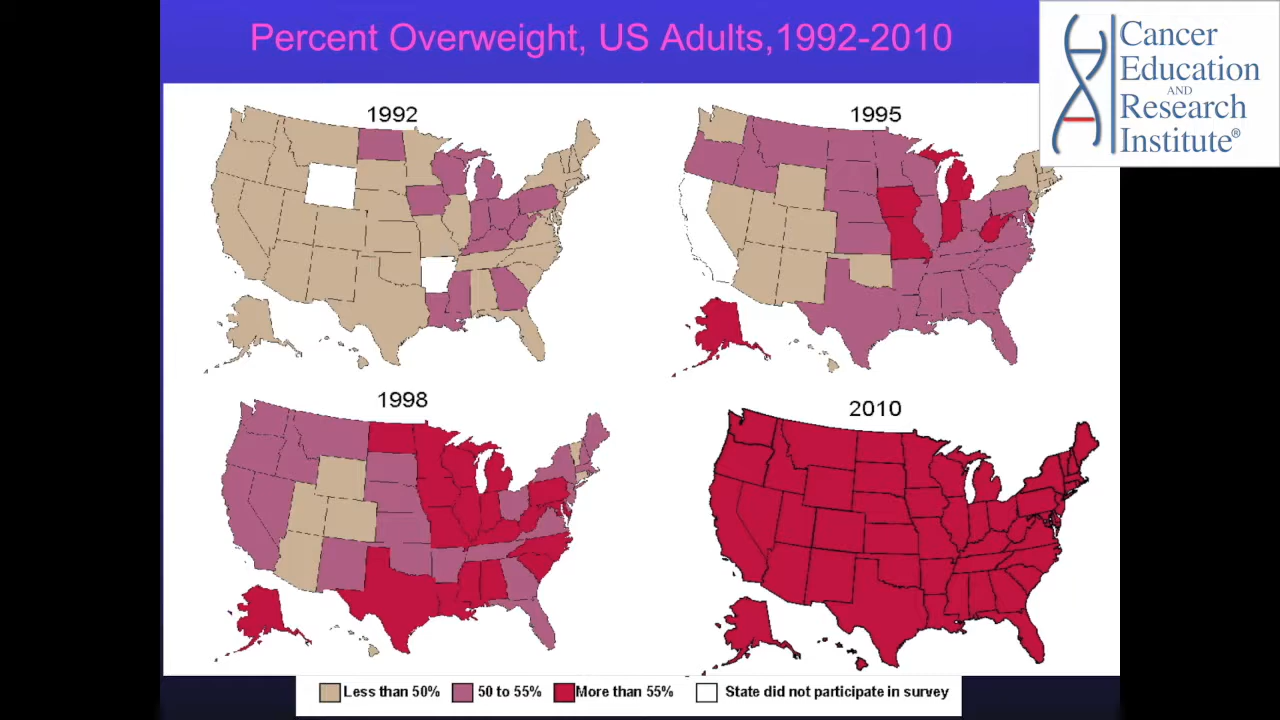 Percent Overweight, US Adults,1992-2010
Cancer
Education
AND
Research
Institute®
1992
1995
1998
2010
Less than 50%
50 to 55%
More than 55%
State did not participate in survey